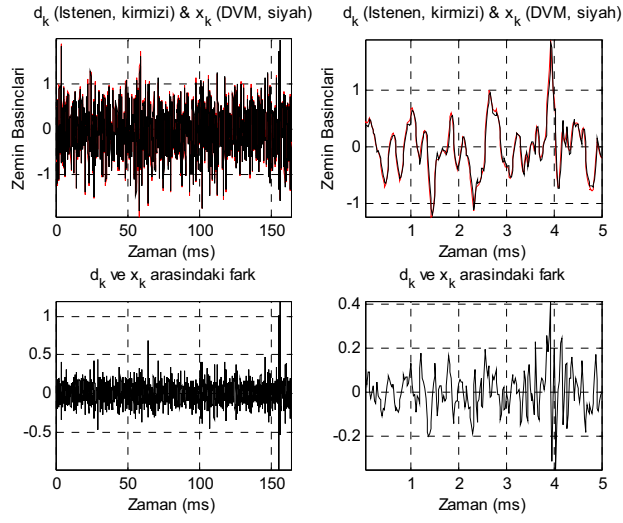 d_k (Istenen, kirmizi) & x_k (DVM, siyah)
Zemin Basinclari
1
0
-1
0 50 100 150
Zaman (ms)
d_k (Istenen, kirmizi) & x_k (DVM, siyah)
Zemin Basinclari
1
0
-1
1 2 3 4 5
Zaman (ms)
d_k ve x_k arasindaki fark
1
0.5
0
-0.5
0 50 100 150
Zaman (ms)
d_k ve x_k arasindaki fark
0.4
0.2
0
-0.2
1 2 3 4 5
Zaman (ms)